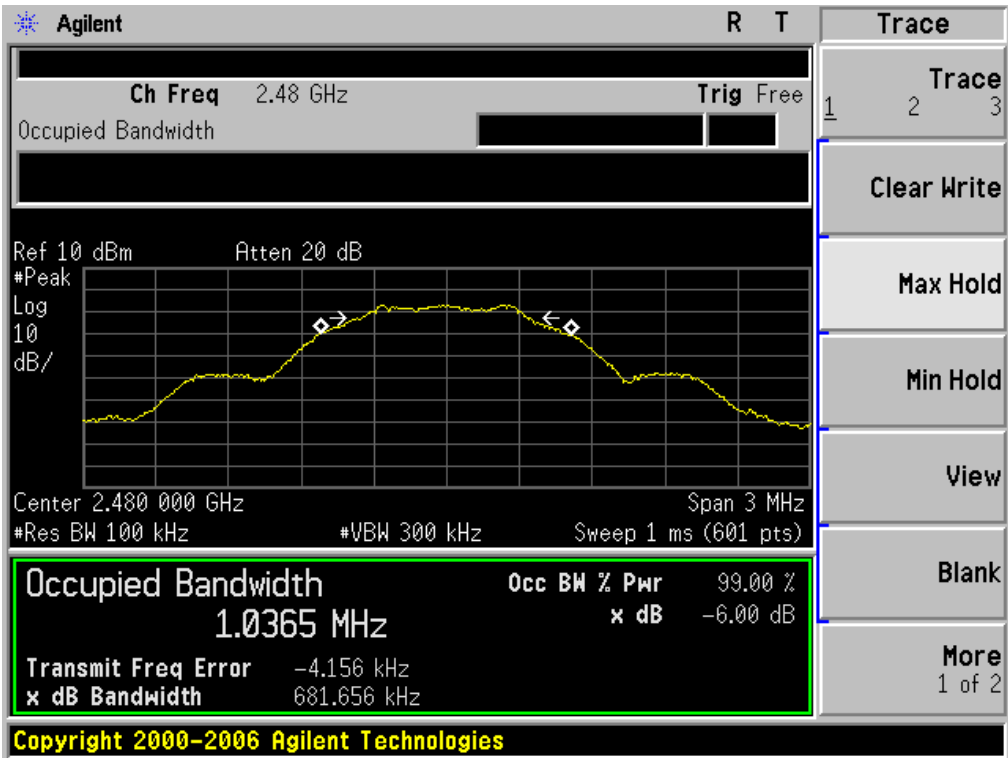 Agilent R T
Ch Freq 2.48 GHz Trig Free
Occupied Bandwidth
Ref 10 dBm Atten 20 dB
#Peak
Log
10
dB/
Center 2.480 000 GHz Span 3 MHz
#Res BW 100 kHz #VBW 300 kHz Sweep 1 ms (601 pts)
Occupied Bandwidth Occ BW % Pwr 99.00 %
1.0365 MHz x dB -6.00 dB
Transmit Freq Error -4.156 kHz
x dB Bandwidth 681.656 kHz
Copyright 2000-2006 Agilent Technologies
Trace
Trace
1 2 3
Clear Write
Max Hold
Min Hold
View
Blank
More
1 of 2